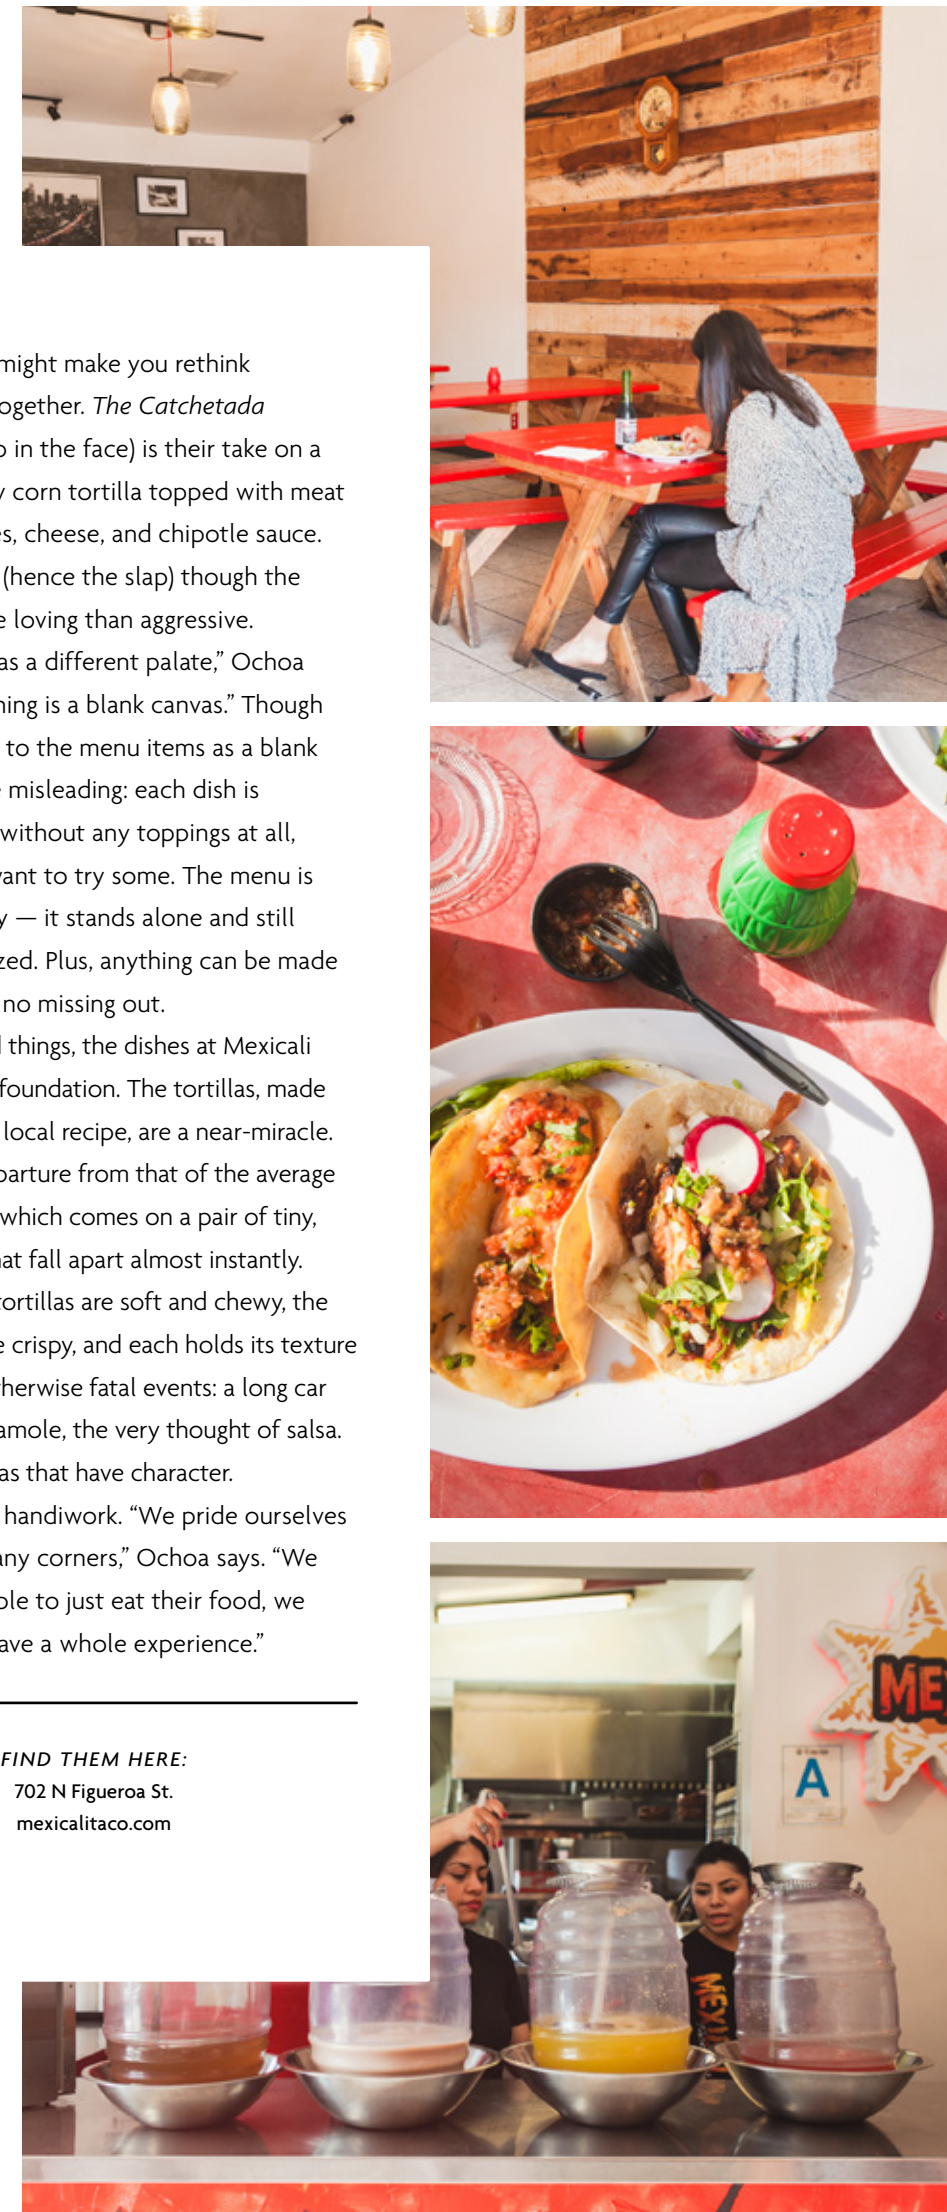 might make you rethink
ogether. The Catchetada
o in the face) is their take on a
y corn tortilla topped with meat
s, cheese, and chipotle sauce.
(hence the slap) though the
e loving than aggressive.
as a different palate,” Ochoa
ning is a blank canvas.” Though
to the menu items as a blank
e misleading: each dish is
without any toppings at all,
vant to try some. The menu is
y — it stands alone and still
zed. Plus, anything can be made
no missing out.
d things, the dishes at Mexicali
foundation. The tortillas, made
local recipe, are a near-miracle.
parture from that of the average
which comes on a pair of tiny,
hat fall apart almost instantly.
tortillas are soft and chewy, the
e crispy, and each holds its texture
therwise fatal events: a long car
amole, the very thought of salsa.
as that have character.
handiwork. “We pride ourselves
any corners,” Ochoa says. “We
ple to just eat their food, we
ave a whole experience.”
FIND THEM HERE:
702 N Figueroa St.
mexicalitaco.com
ME
A
MEXI